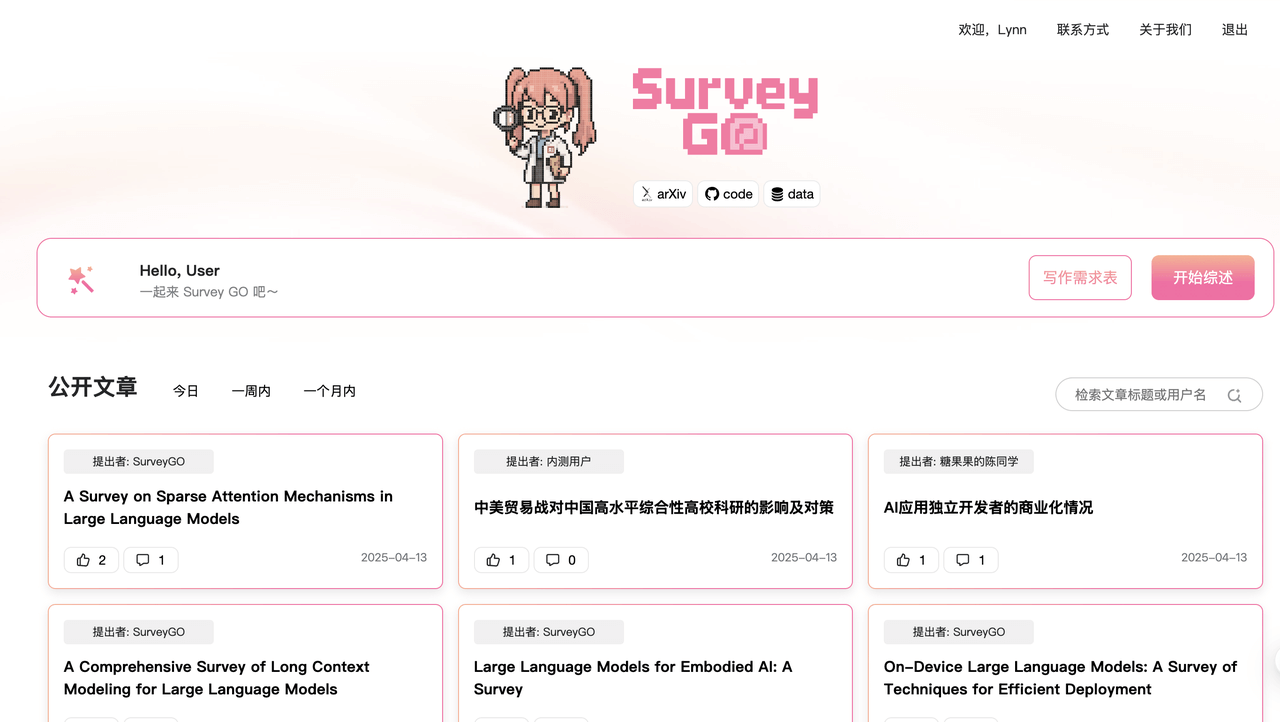 欢迎，Lynn 联系方式 关于我们 退出
Survey
GO
arXiv code data
Hello, User
一起来 Survey GO 吧～
写作需求表 开始综述
公开文章 今日 一周内 一个月内
检索文章标题或用户名
提出者: SurveyGO
A Survey on Sparse Attention Mechanisms in
Large Language Models
2 1 2025-04-13
提出者: 内测用户
中美贸易战对中国高水平综合性高校科研的影响及对策
1 0 2025-04-13
提出者: 糖果果的陈同学
AI应用独立开发者的商业化情况
1 1 2025-04-13
提出者: SurveyGO
A Comprehensive Survey of Long Context
Modeling for Large Language Models
提出者: SurveyGO
Large Language Models for Embodied AI: A
Survey
提出者: SurveyGO
On-Device Large Language Models: A Survey of
Techniques for Efficient Deployment